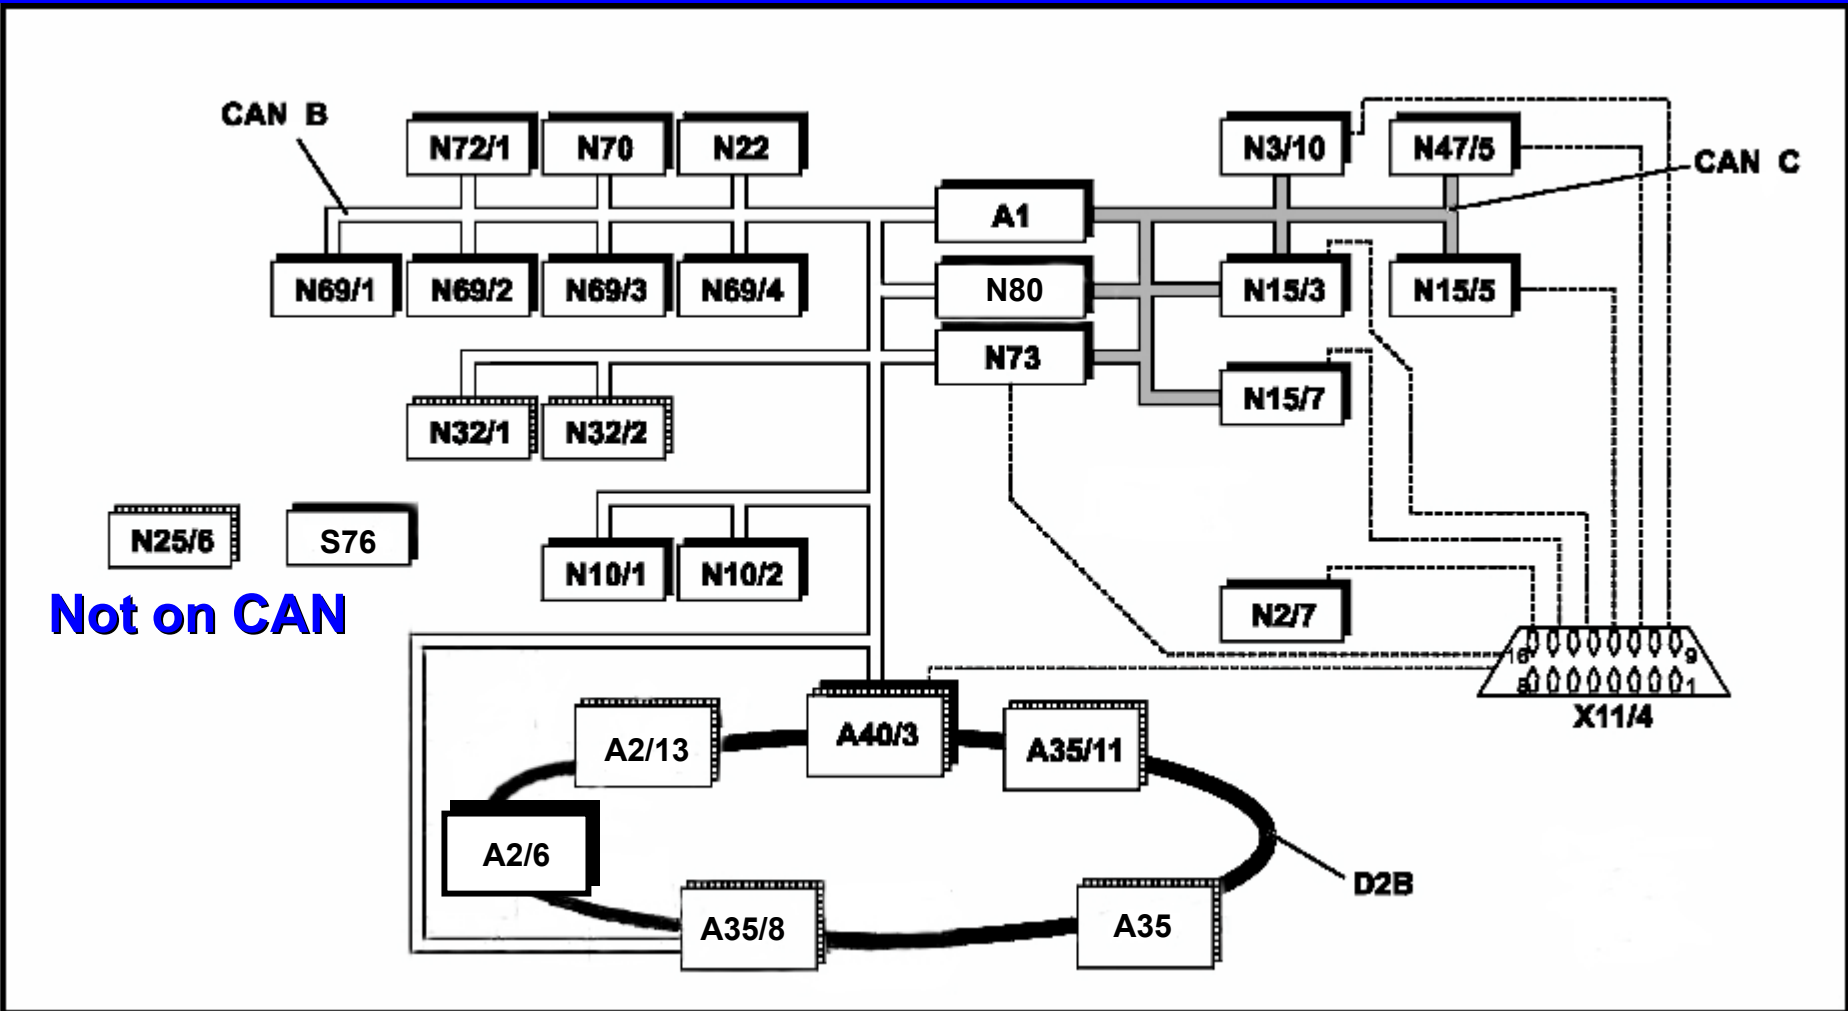 CAN B
N72/1
N70
N22
N3/10
N47/5
CAN C
A1
N69/1
N69/2
N69/3
N69/4
N80
N15/3
N15/5
N73
N15/7
N32/1
N32/2
N25/6
S76
N10/1
N10/2
Not on CAN
N2/7
16
9
8
1
X11/4
A2/13
A40/3
A35/11
A2/6
D2B
A35/8
A35